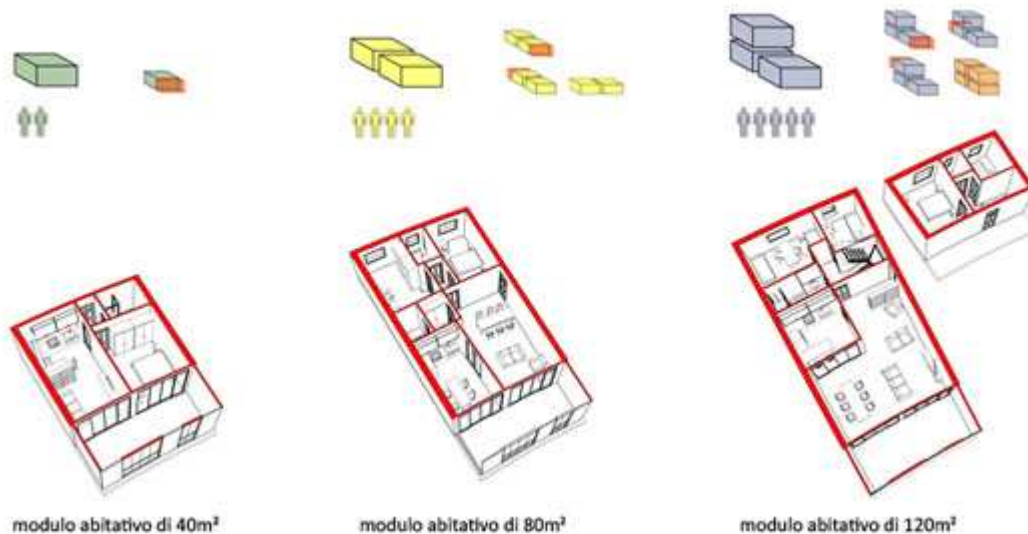 modulo abitativo di 40m²
modulo abitativo di 80m²
modulo abitativo di 120m²